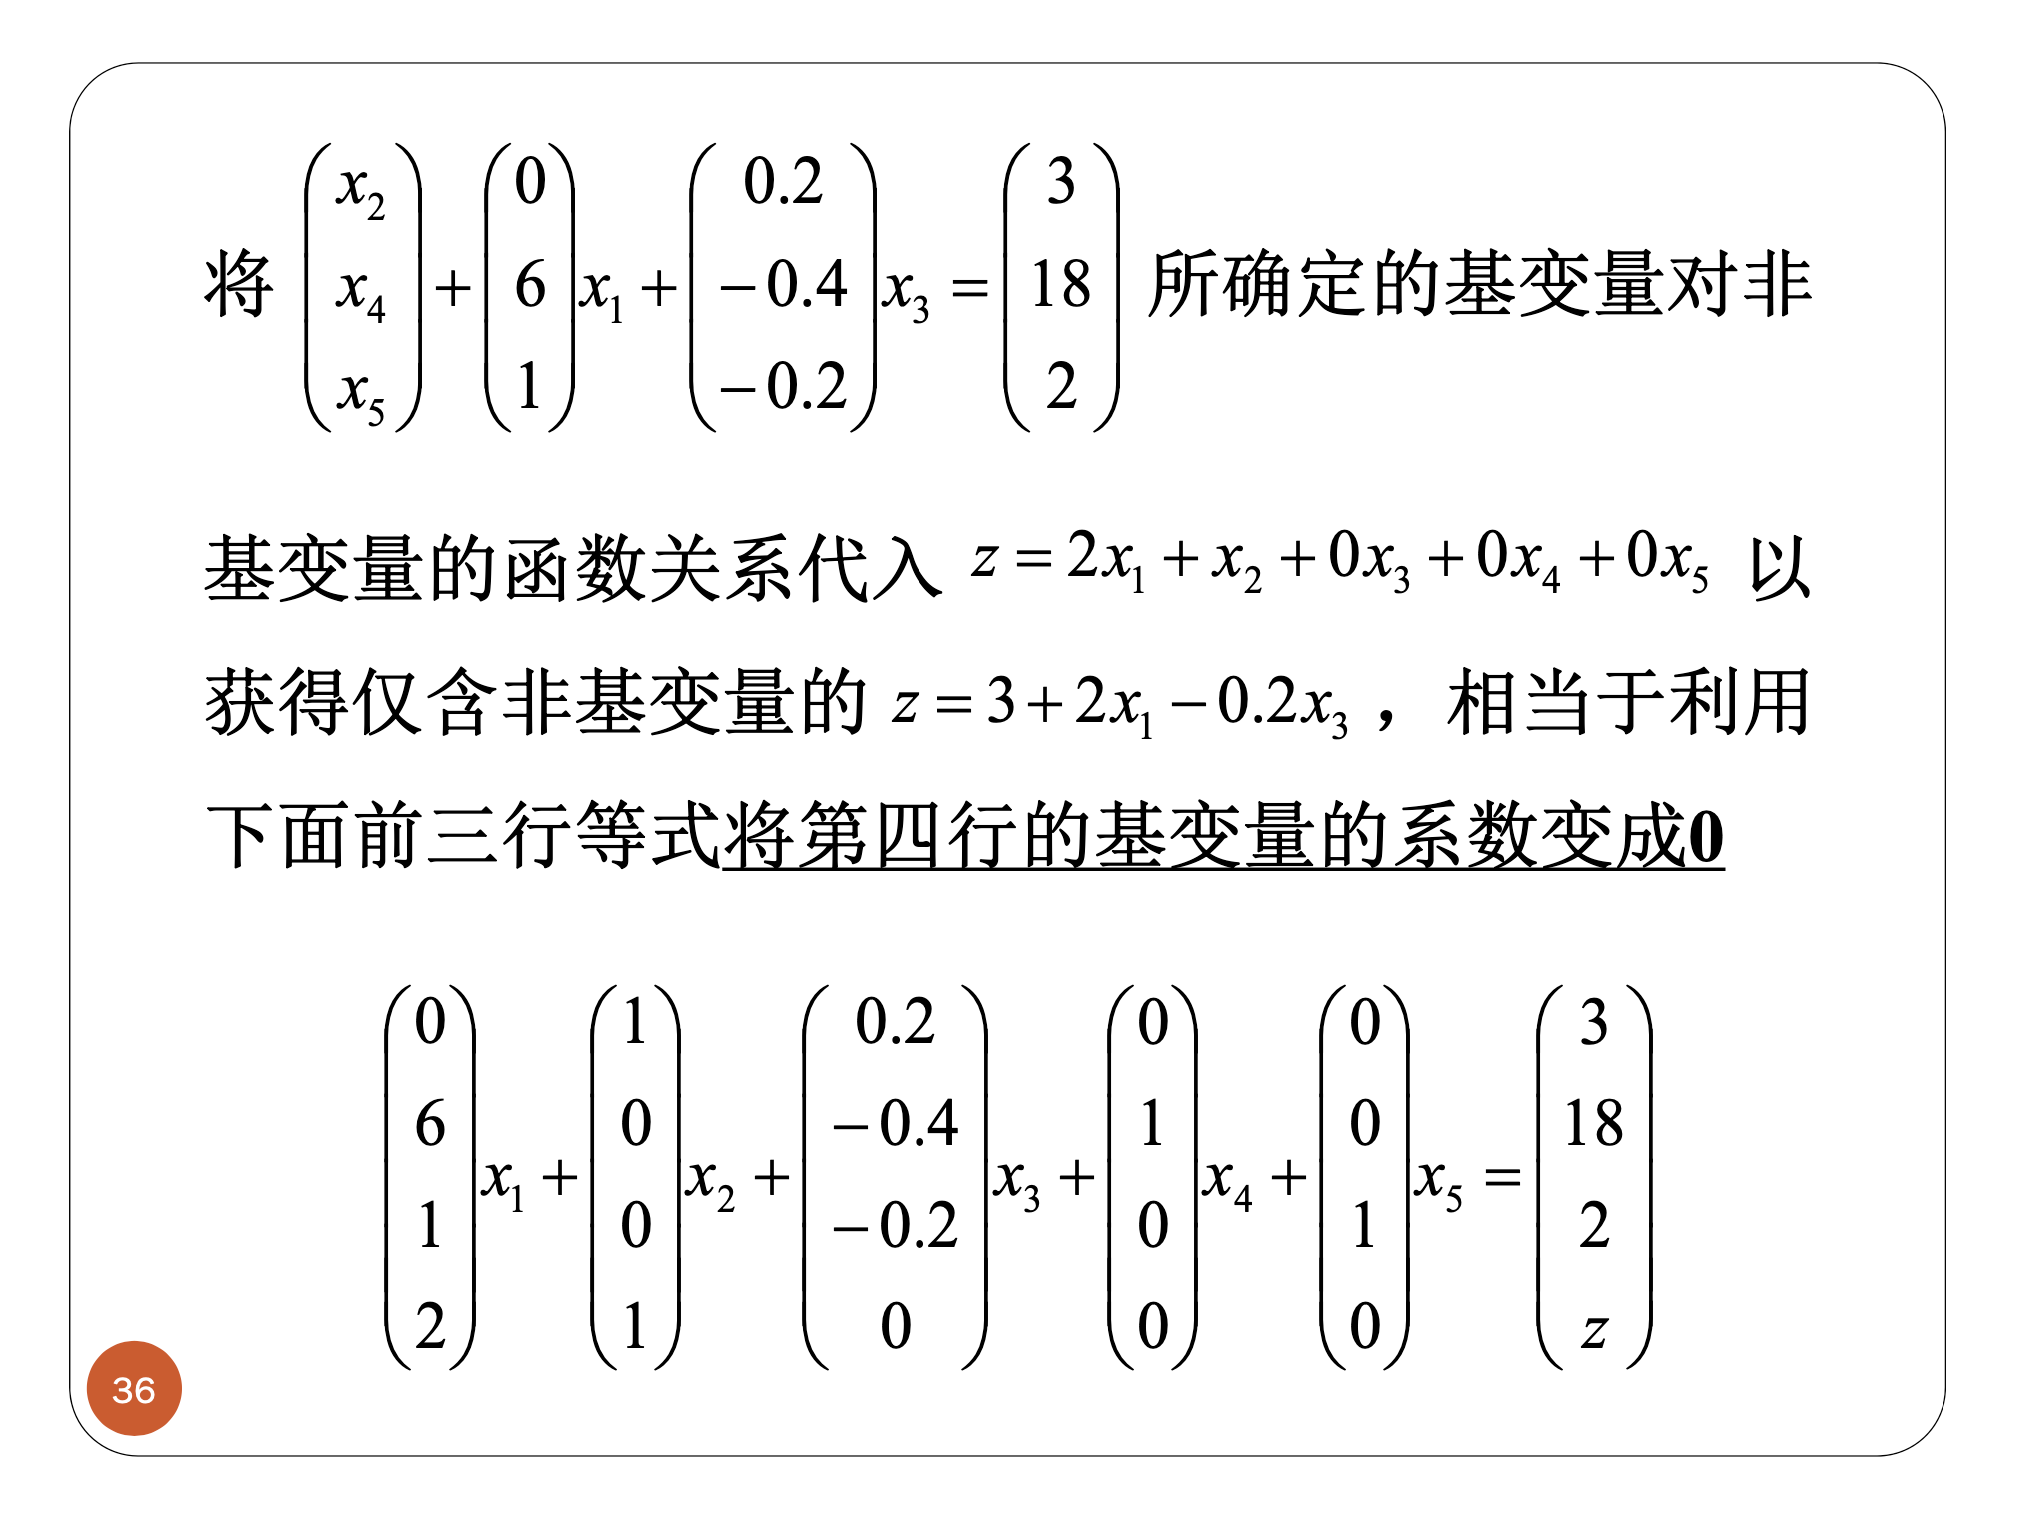 将 $\begin{pmatrix} x_2 \\ x_4 \\ x_5 \end{pmatrix} + \begin{pmatrix} 0 \\ 6 \\ 1 \end{pmatrix} x_1 + \begin{pmatrix} 0.2 \\ -0.4 \\ -0.2 \end{pmatrix} x_3 = \begin{pmatrix} 3 \\ 18 \\ 2 \end{pmatrix}$ 所确定的基变量对非
基变量的函数关系代入 $z = 2x_1 + x_2 + 0x_3 + 0x_4 + 0x_5$ 以
获得仅含非基变量的 $z = 3 + 2x_1 - 0.2x_3$ ，相当于利用
下面前三行等式将第四行的基变量的系数变成0
$\begin{pmatrix} 0 \\ 6 \\ 1 \\ 2 \end{pmatrix} x_1 + \begin{pmatrix} 1 \\ 0 \\ 0 \\ 1 \end{pmatrix} x_2 + \begin{pmatrix} 0.2 \\ -0.4 \\ -0.2 \\ 0 \end{pmatrix} x_3 + \begin{pmatrix} 0 \\ 1 \\ 0 \\ 0 \end{pmatrix} x_4 + \begin{pmatrix} 0 \\ 0 \\ 1 \\ 0 \end{pmatrix} x_5 = \begin{pmatrix} 3 \\ 18 \\ 2 \\ z \end{pmatrix}$
36